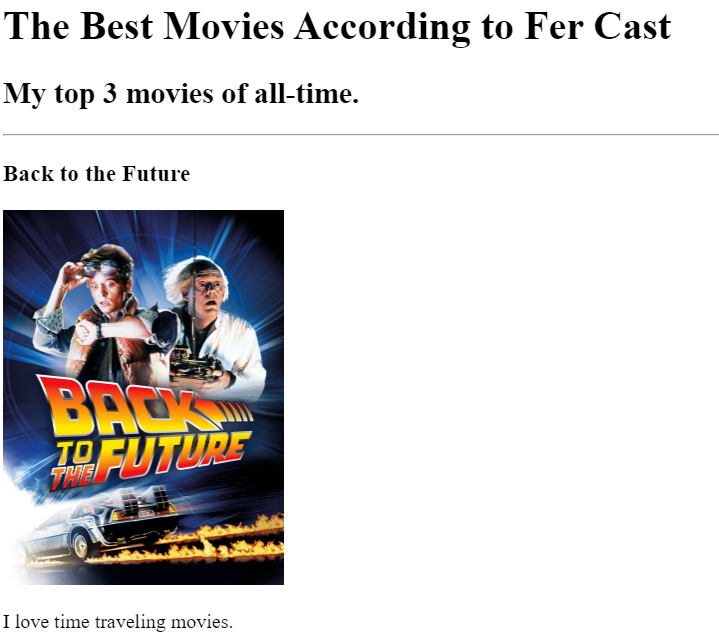 The Best Movies According to Fer Cast
My top 3 movies of all-time.
Back to the Future
BACK
TO
THE FUTURE
I love time traveling movies.